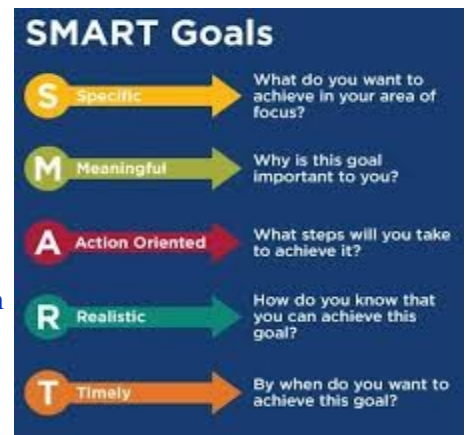 SMART Goals
S Specific
What do you want to
achieve in your area of
focus?
M Meaningful
Why is this goal
important to you?
A Action Oriented
What steps will you take
to achieve it?
R Realistic
How do you know that
you can achieve this
goal?
T Timely
By when do you want to
achieve this goal?